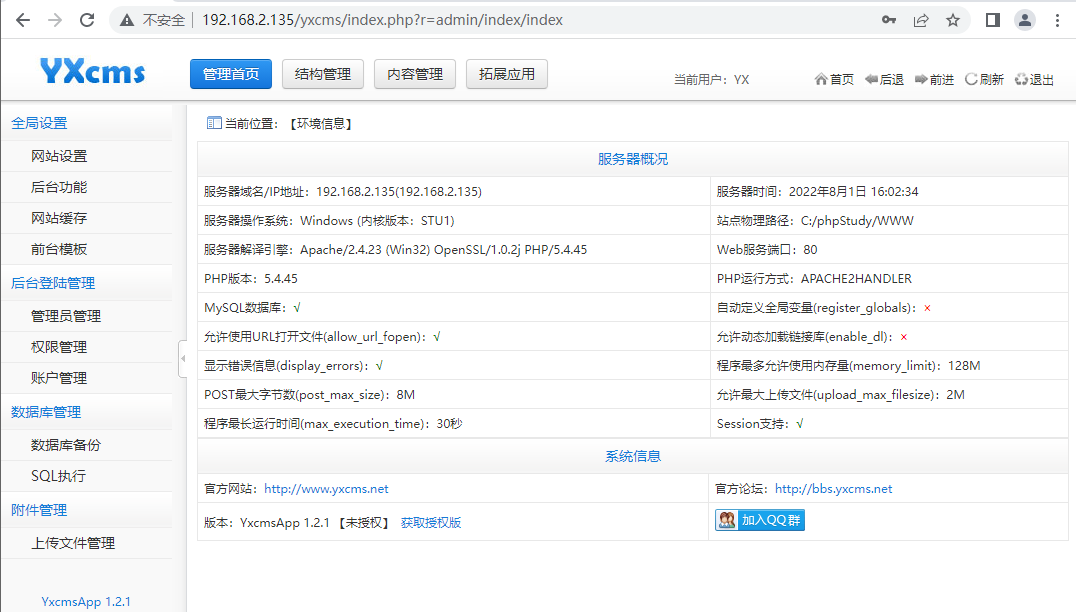 不安全 192.168.2.135/yxcms/index.php?r=admin/index/index
YXcms 管理首页 结构管理 内容管理 拓展应用 当前用户：YX 首页 后退 前进 刷新 退出
全局设置
网站设置
后台功能
网站缓存
前台模板
后台登陆管理
管理员管理
权限管理
账户管理
数据库管理
数据库备份
SQL执行
附件管理
上传文件管理
YxcmsApp 1.2.1
当前位置：【环境信息】
服务器概况
服务器域名/IP地址：192.168.2.135(192.168.2.135) 服务器时间：2022年8月1日 16:02:34
服务器操作系统：Windows (内核版本：STU1) 站点物理路径：C:/phpStudy/WWW
服务器解译引擎：Apache/2.4.23 (Win32) OpenSSL/1.0.2j PHP/5.4.45 Web服务端口：80
PHP版本：5.4.45 PHP运行方式：APACHE2HANDLER
MySQL数据库：√ 自动定义全局变量(register_globals)：×
允许使用URL打开文件(allow_url_fopen)：√ 允许动态加载链接库(enable_dl)：×
显示错误信息(display_errors)：√ 程序最多允许使用内存量(memory_limit)：128M
POST最大字节数(post_max_size)：8M 允许最大上传文件(upload_max_filesize)：2M
程序最长运行时间(max_execution_time)：30秒 Session支持：√
系统信息
官方网站：http://www.yxcms.net 官方论坛：http://bbs.yxcms.net
版本：YxcmsApp 1.2.1 【未授权】 获取授权版 加入QQ群